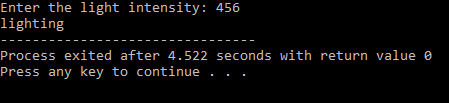 Enter the light intensity: 456
lighting
--------------------------------
Process exited after 4.522 seconds with return value 0
Press any key to continue . . .